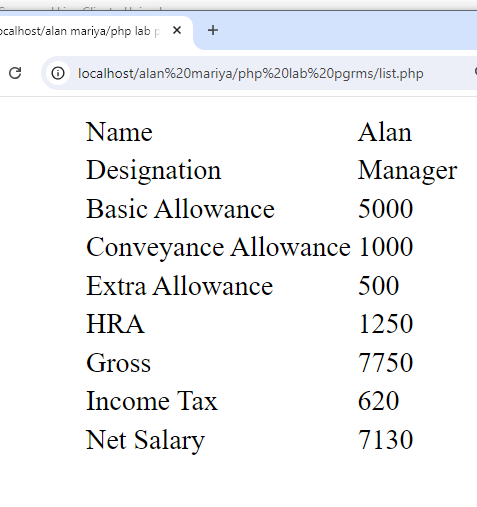 ocalhost/alan mariya/php lab p
localhost/alan%20mariya/php%20lab%20pgrms/list.php
Name Alan
Designation Manager
Basic Allowance 5000
Conveyance Allowance 1000
Extra Allowance 500
HRA 1250
Gross 7750
Income Tax 620
Net Salary 7130